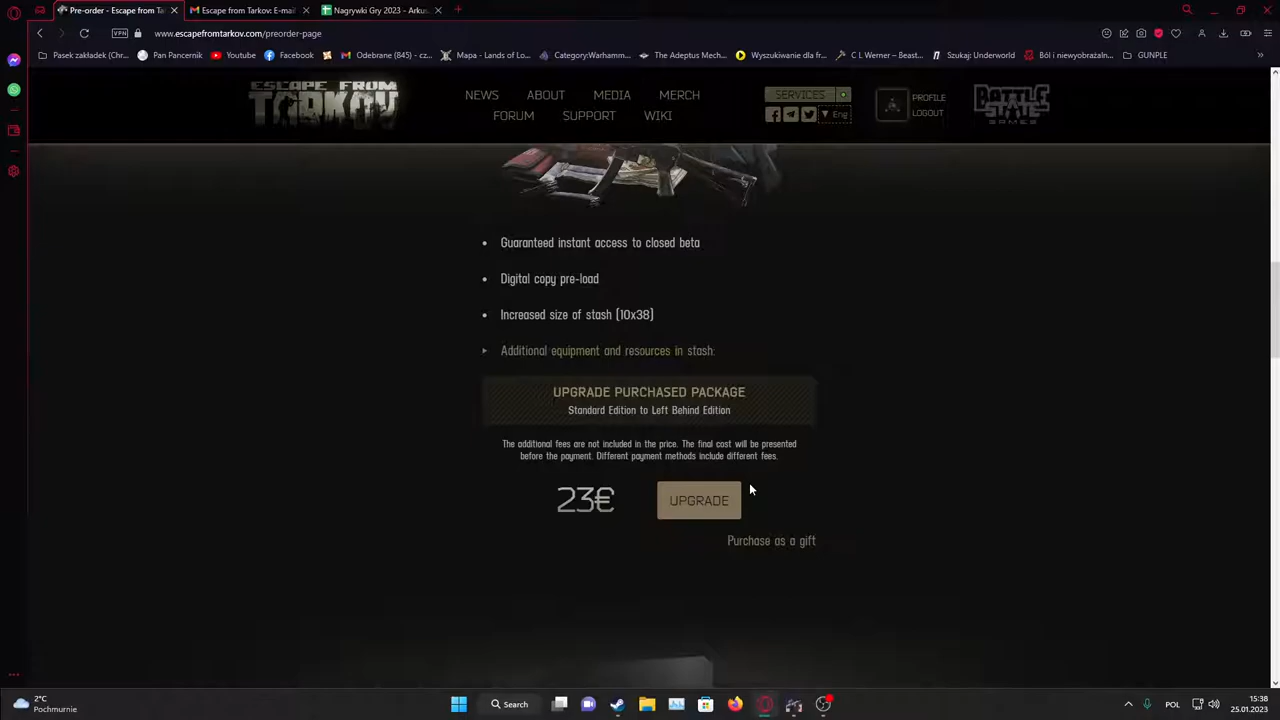 Pre-order - Escape from Tar
Escape from Tarkov: E-mail
Nagrywki Gry 2023 - Arkus
VPN
www.escapefromtarkov.com/preorder-page
Pasek zakładek (Chr...
Pan Pancernik
Youtube
Facebook
Steam
Odebrane (845) - cz...
Mapa - Lands of Lo...
Category:Warhamm...
The Adeptus Mech...
Wyszukiwanie dla fr...
C L Werner – Beast...
Szukaj: Underworld
Ból i niewyobrażaln...
GUNPLE
ESCAPE FROM
TARKOV
NEWS
ABOUT
MEDIA
MERCH
FORUM
SUPPORT
WIKI
SERVICES
Eng
PROFILE
LOGOUT
BATTLE
STATE
GAMES
• Guaranteed instant access to closed beta
• Digital copy pre-load
• Increased size of stash (10x38)
Additional equipment and resources in stash:
UPGRADE PURCHASED PACKAGE
Standard Edition to Left Behind Edition
The additional fees are not included in the price. The final cost will be presented
before the payment. Different payment methods include different fees.
23€
UPGRADE
Purchase as a gift
2°C
Pochmurnie
Search
POL
15:38
25.01.2023